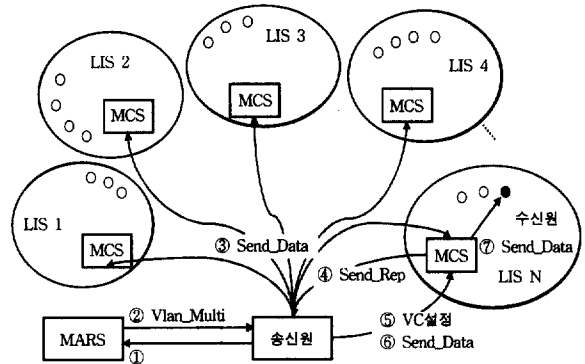 LIS 3
LIS 2
LIS 4
MCS
MCS
MCS
LIS 1
수신원
③ Send_Data
MCS
⑦ Send_Data
MCS
④ Send_Rep
LIS N
② Vlan_Multi
⑤ VC설정
MARS
송신원
⑥ Send_Data
①